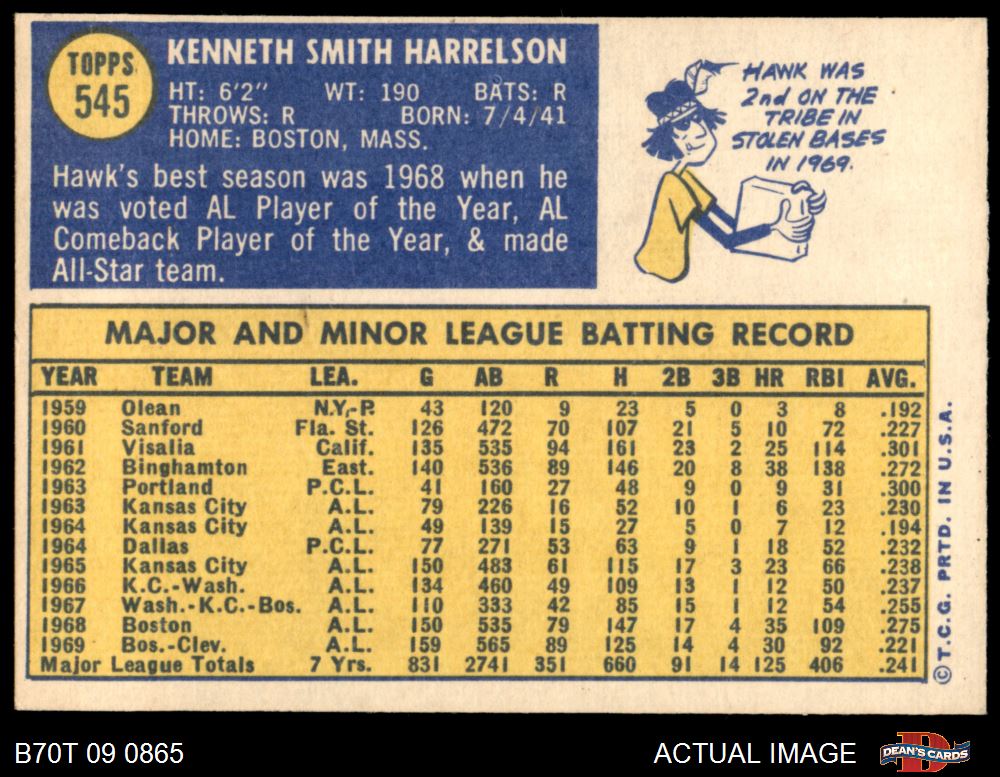 TOPPS
545
KENNETH SMITH HARRELSON
HT: 6'2" WT: 190 BATS: R
THROWS: R BORN: 7/4/41
HOME: BOSTON, MASS.
Hawk's best season was 1968 when he
was voted AL Player of the Year, AL
Comeback Player of the Year, & made
All-Star team.
HAWK WAS
2nd ON THE
TRIBE IN
STOLEN BASES
IN 1969.
MAJOR AND MINOR LEAGUE BATTING RECORD
YEAR TEAM LEA. G AB R H 2B 3B HR RBI AVG.
1959 Olean N.Y.-P. 43 120 9 23 5 0 3 8 .192
1960 Sanford Fla. St. 126 472 70 107 21 5 10 72 .227
1961 Visalia Calif. 135 535 94 161 23 2 25 114 .301
1962 Binghamton East. 140 536 89 146 20 8 38 138 .272
1963 Portland P.C.L. 41 160 27 48 9 0 9 31 .300
1963 Kansas City A.L. 79 226 16 52 10 1 6 23 .230
1964 Kansas City A.L. 49 139 15 27 5 0 7 12 .194
1964 Dallas P.C.L. 77 271 53 63 9 1 18 52 .232
1965 Kansas City A.L. 150 483 61 115 17 3 23 66 .238
1966 K.C.-Wash. A.L. 134 460 49 109 13 1 12 50 .237
1967 Wash.-K.C.-Bos. A.L. 110 333 42 85 15 1 12 54 .255
1968 Boston A.L. 150 535 79 147 17 4 35 109 .275
1969 Bos.-Clev. A.L. 159 565 89 125 14 4 30 92 .221
Major League Totals 7 Yrs. 831 2741 351 660 91 14 125 406 .241
©T.C.G. PRTD. IN U.S.A.
B70T 09 0865
ACTUAL IMAGE
DEAN'S CARDS